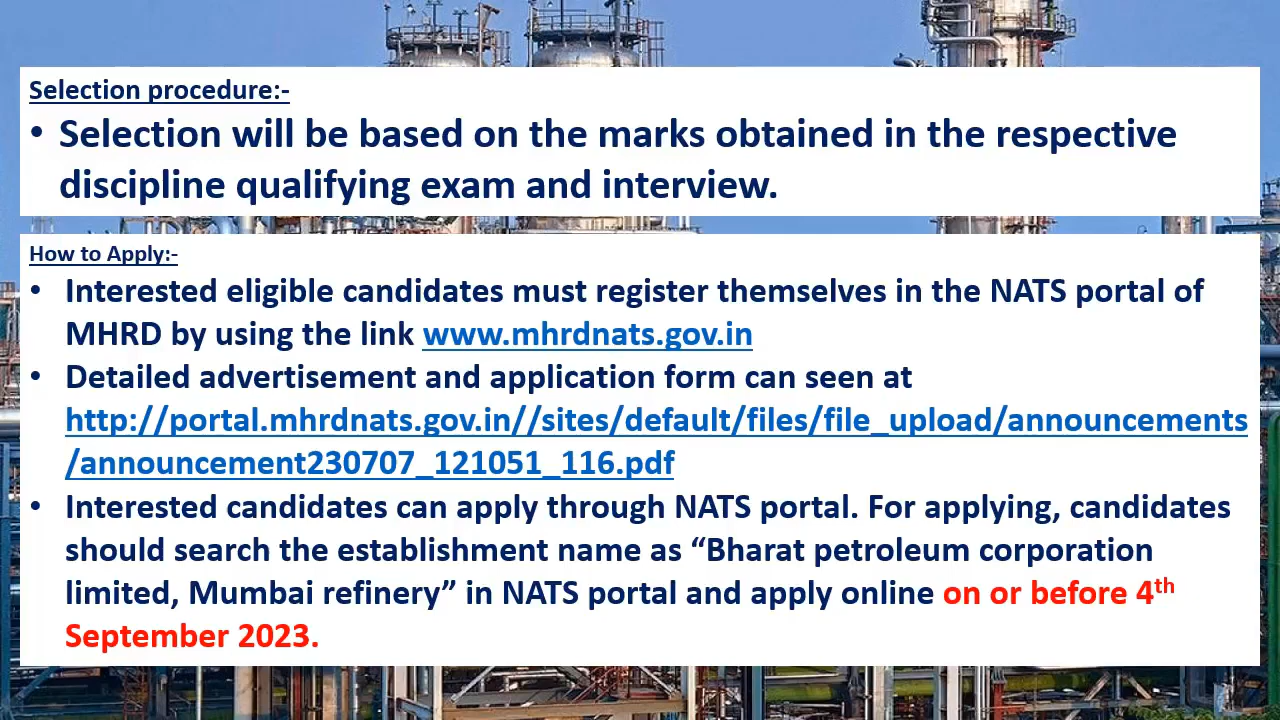 Selection procedure:-
• Selection will be based on the marks obtained in the respective
discipline qualifying exam and interview.
How to Apply:-
• Interested eligible candidates must register themselves in the NATS portal of
MHRD by using the link www.mhrdnats.gov.in
• Detailed advertisement and application form can seen at
http://portal.mhrdnats.gov.in//sites/default/files/file_upload/announcements
/announcement230707_121051_116.pdf
• Interested candidates can apply through NATS portal. For applying, candidates
should search the establishment name as “Bharat petroleum corporation
limited, Mumbai refinery” in NATS portal and apply online on or before 4th
September 2023.